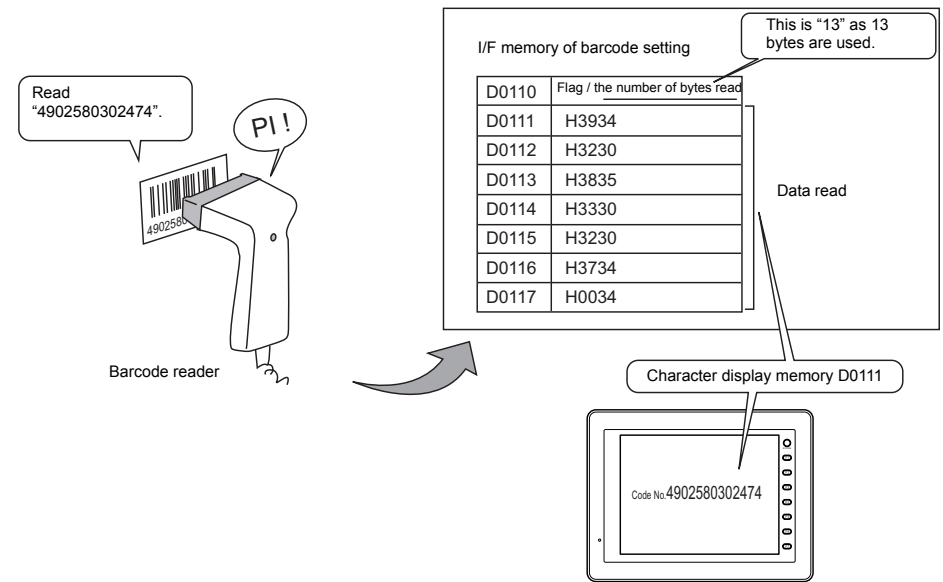 This is “13” as 13
bytes are used.
I/F memory of barcode setting
Read
“4902580302474”.
PI !
D0110 Flag / the number of bytes read
D0111 H3934
D0112 H3230
D0113 H3835
D0114 H3330
D0115 H3230
D0116 H3734
D0117 H0034
Data read
490258
Barcode reader
Character display memory D0111
Code No.4902580302474